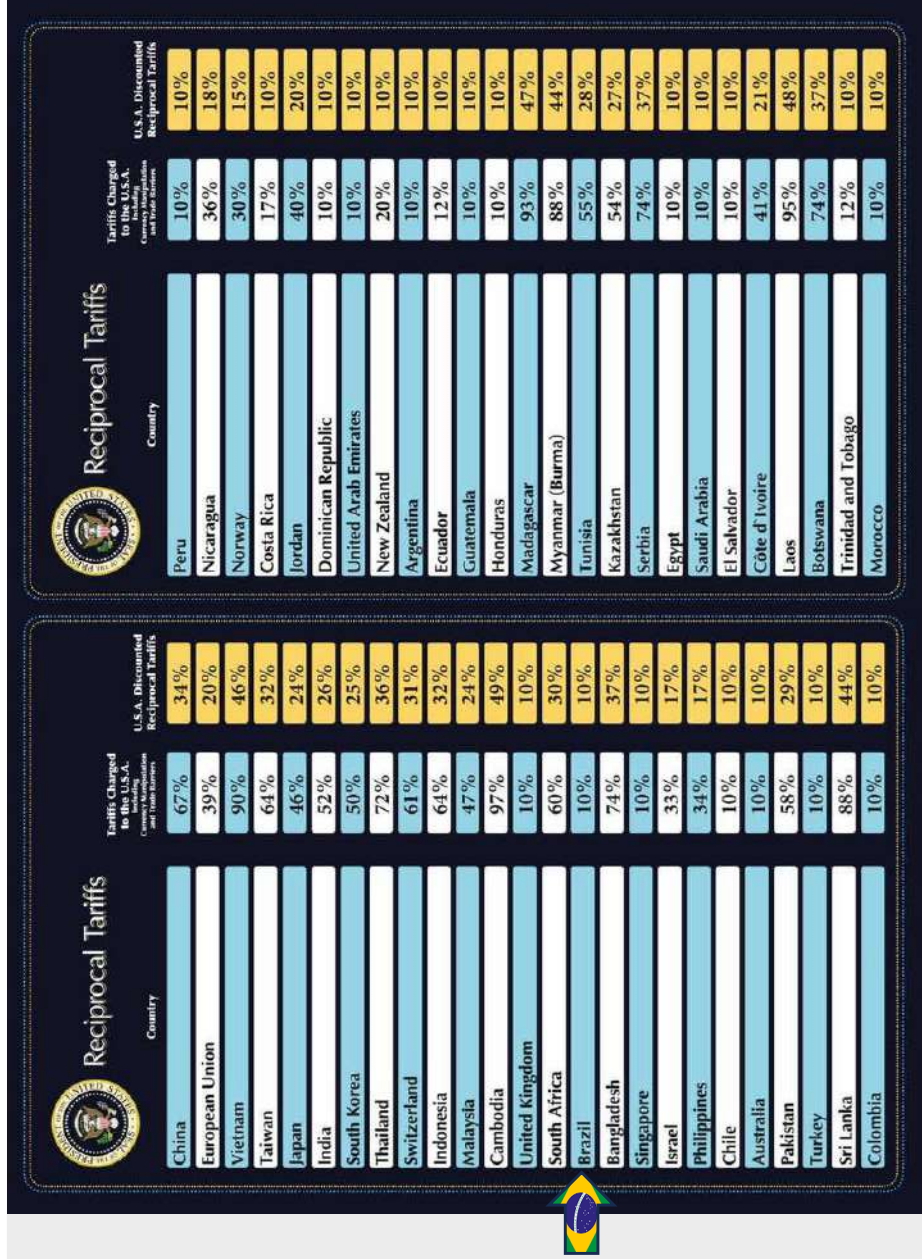 Reciprocal Tariffs
Country
Tariffs Charged
to the U.S.A.
Including
Currency Manipulation
and Trade Barriers
U.S.A. Discounted
Reciprocal Tariffs
China 67% 34%
European Union 39% 20%
Vietnam 90% 46%
Taiwan 64% 32%
Japan 46% 24%
India 52% 26%
South Korea 50% 25%
Thailand 72% 36%
Switzerland 61% 31%
Indonesia 64% 32%
Malaysia 47% 24%
Cambodia 97% 49%
United Kingdom 10% 10%
South Africa 60% 30%
Brazil 10% 10%
Bangladesh 74% 37%
Singapore 10% 10%
Israel 33% 17%
Philippines 34% 17%
Chile 10% 10%
Australia 10% 10%
Pakistan 58% 29%
Turkey 10% 10%
Sri Lanka 88% 44%
Colombia 10% 10%
Reciprocal Tariffs
Country
Tariffs Charged
to the U.S.A.
Including
Currency Manipulation
and Trade Barriers
U.S.A. Discounted
Reciprocal Tariffs
Peru 10% 10%
Nicaragua 36% 18%
Norway 30% 15%
Costa Rica 17% 10%
Jordan 40% 20%
Dominican Republic 10% 10%
United Arab Emirates 10% 10%
New Zealand 20% 10%
Argentina 10% 10%
Ecuador 12% 10%
Guatemala 10% 10%
Honduras 10% 10%
Madagascar 93% 47%
Myanmar (Burma) 88% 44%
Tunisia 55% 28%
Kazakhstan 54% 27%
Serbia 74% 37%
Egypt 10% 10%
Saudi Arabia 10% 10%
El Salvador 10% 10%
Côte d`Ivoire 41% 21%
Laos 95% 48%
Botswana 74% 37%
Trinidad and Tobago 12% 10%
Morocco 10% 10%